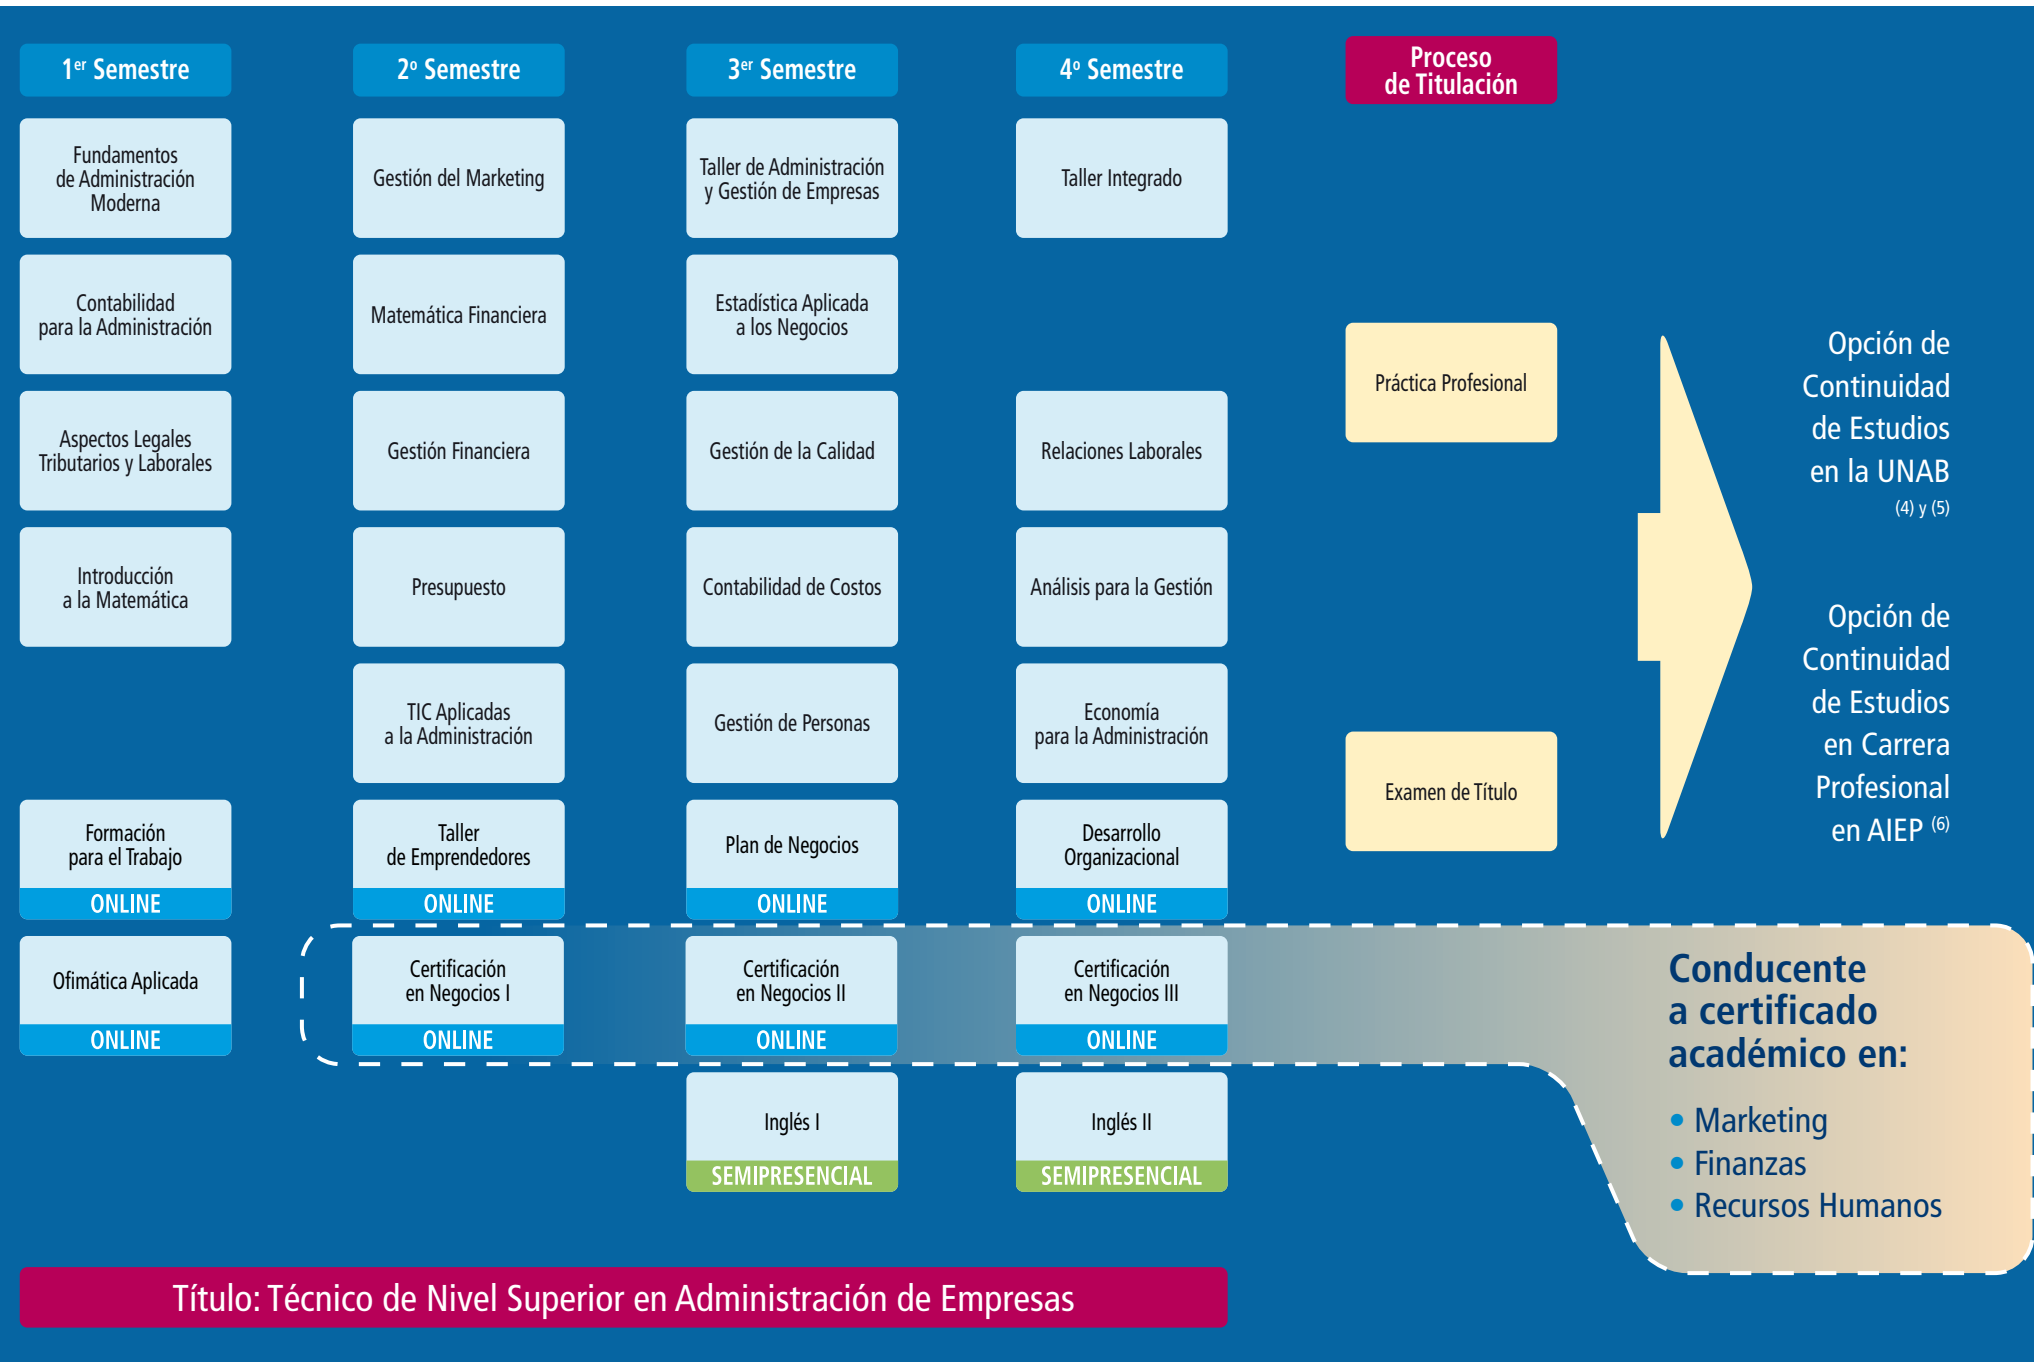 1er Semestre
Fundamentos
de Administración
Moderna
Contabilidad
para la Administración
Aspectos Legales
Tributarios y Laborales
Introducción
a la Matemática
Formación
para el Trabajo
ONLINE
Ofimática Aplicada
ONLINE
2o Semestre
Gestión del Marketing
Matemática Financiera
Gestión Financiera
Presupuesto
TIC Aplicadas
a la Administración
Taller
de Emprendedores
ONLINE
Certificación
en Negocios I
ONLINE
3er Semestre
Taller de Administración
y Gestión de Empresas
Estadística Aplicada
a los Negocios
Gestión de la Calidad
Contabilidad de Costos
Gestión de Personas
Plan de Negocios
ONLINE
Certificación
en Negocios II
ONLINE
Inglés I
SEMIPRESENCIAL
4o Semestre
Taller Integrado
Relaciones Laborales
Análisis para la Gestión
Economía
para la Administración
Desarrollo
Organizacional
ONLINE
Certificación
en Negocios III
ONLINE
Inglés II
SEMIPRESENCIAL
Proceso
de Titulación
Práctica Profesional
Examen de Título
Opción de
Continuidad
de Estudios
en la UNAB
(4) y (5)
Opción de
Continuidad
de Estudios
en Carrera
Profesional
en AIEP (6)
Conducente
a certificado
académico en:
• Marketing
• Finanzas
• Recursos Humanos
Título: Técnico de Nivel Superior en Administración de Empresas